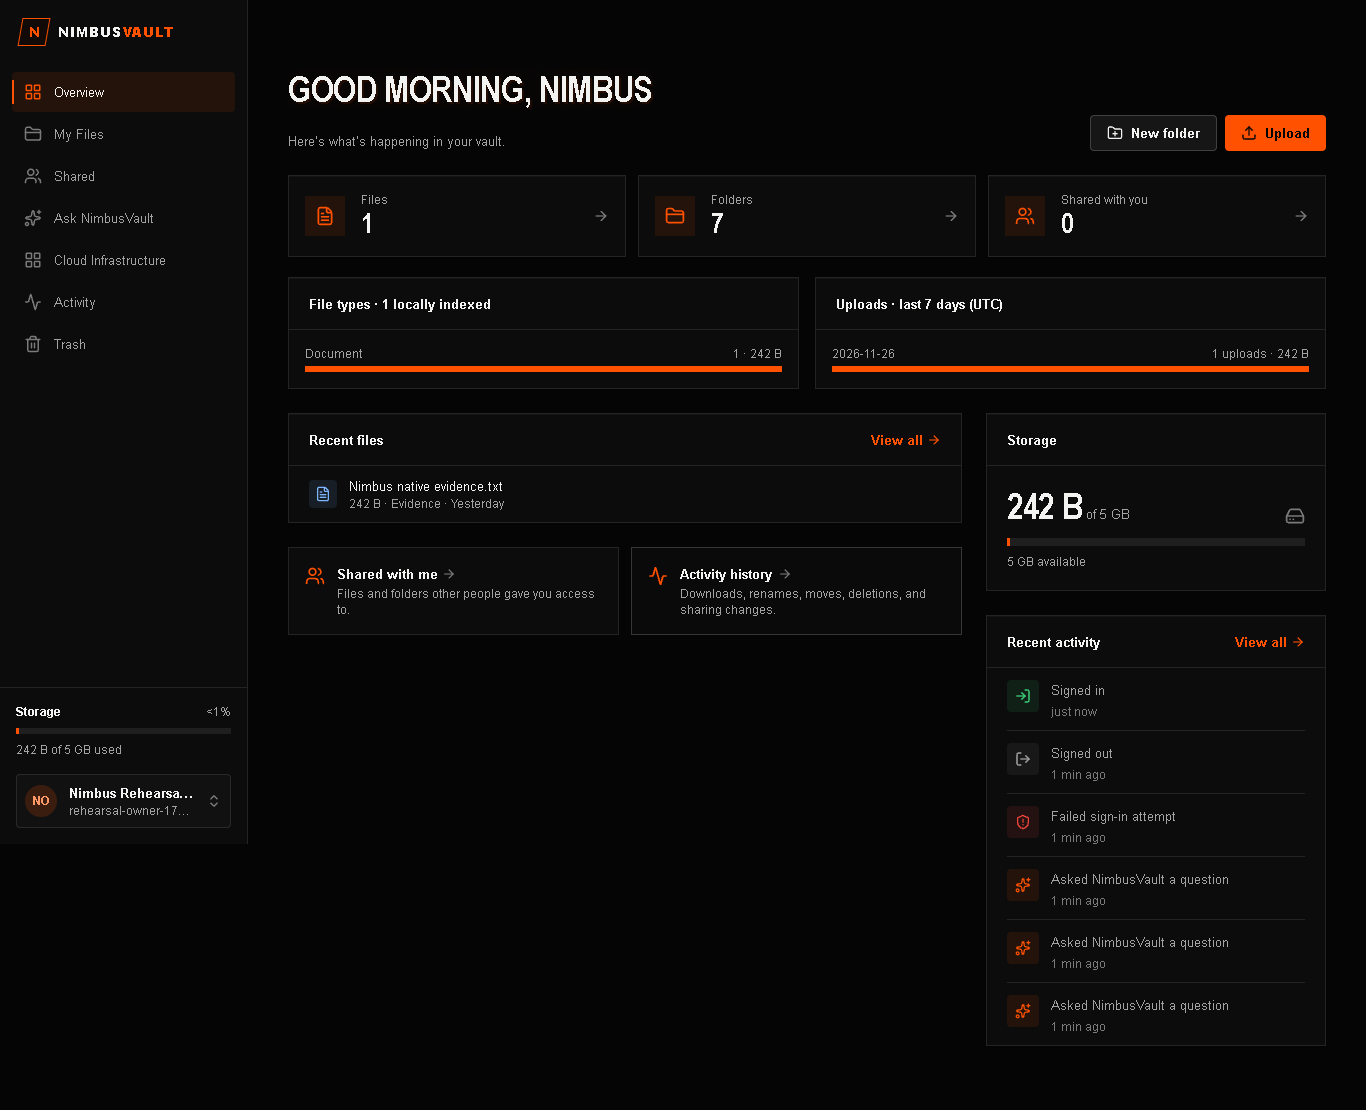 N NIMBUSVAULT
Overview
My Files
Shared
Ask NimbusVault
Cloud Infrastructure
Activity
Trash
Storage <1%
242 B of 5 GB used
NO
Nimbus Rehearsa...
rehearsal-owner-17...
GOOD MORNING, NIMBUS
Here's what's happening in your vault.
New folder
Upload
Files
1
Folders
7
Shared with you
0
File types · 1 locally indexed
Document 1 · 242 B
Uploads · last 7 days (UTC)
2026-11-26 1 uploads · 242 B
Recent files View all
Nimbus native evidence.txt
242 B · Evidence · Yesterday
Shared with me
Files and folders other people gave you access
to.
Activity history
Downloads, renames, moves, deletions, and
sharing changes.
Storage
242 B of 5 GB
5 GB available
Recent activity View all
Signed in
just now
Signed out
1 min ago
Failed sign-in attempt
1 min ago
Asked NimbusVault a question
1 min ago
Asked NimbusVault a question
1 min ago
Asked NimbusVault a question
1 min ago